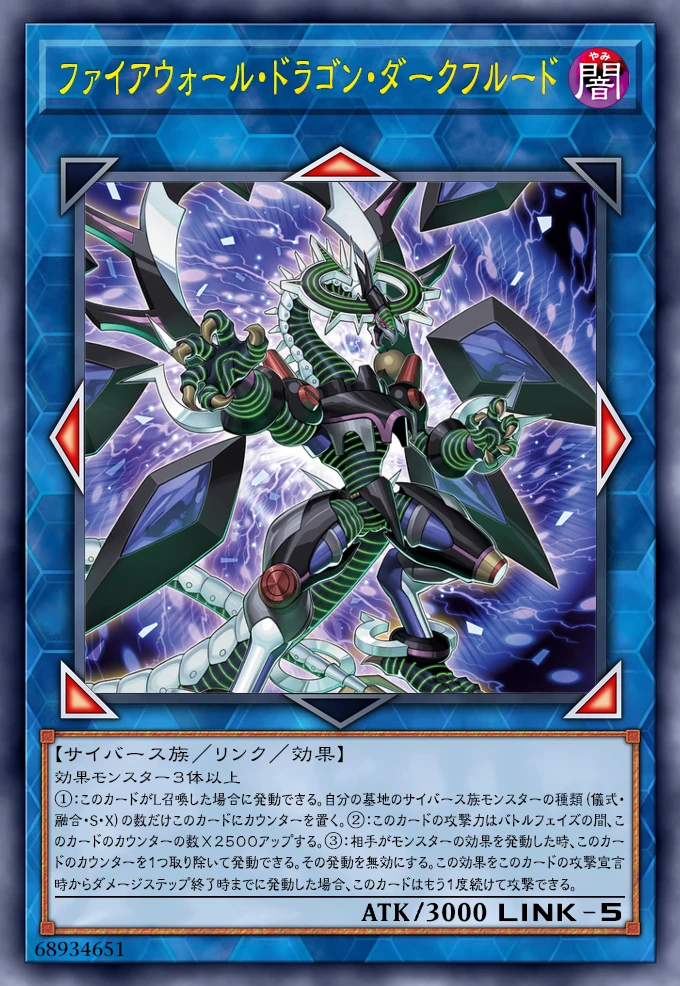 ファイアウォール・ドラゴン・ダークフルード
やみ
闇
【サイバース族／リンク／効果】
効果モンスター3体以上
①:このカードがL召喚した場合に発動できる。自分の墓地のサイバース族モンスターの種類(儀式・
融合・S・X)の数だけこのカードにカウンターを置く。②:このカードの攻撃力はバトルフェイズの間、こ
のカードのカウンターの数×2500アップする。③:相手がモンスターの効果を発動した時、このカー
ドのカウンターを1つ取り除いて発動できる。その発動を無効にする。この効果をこのカードの攻撃宣言
時からダメージステップ終了時までに発動した場合、このカードはもう1度続けて攻撃できる。
ATK/3000 LINK-5
68934651